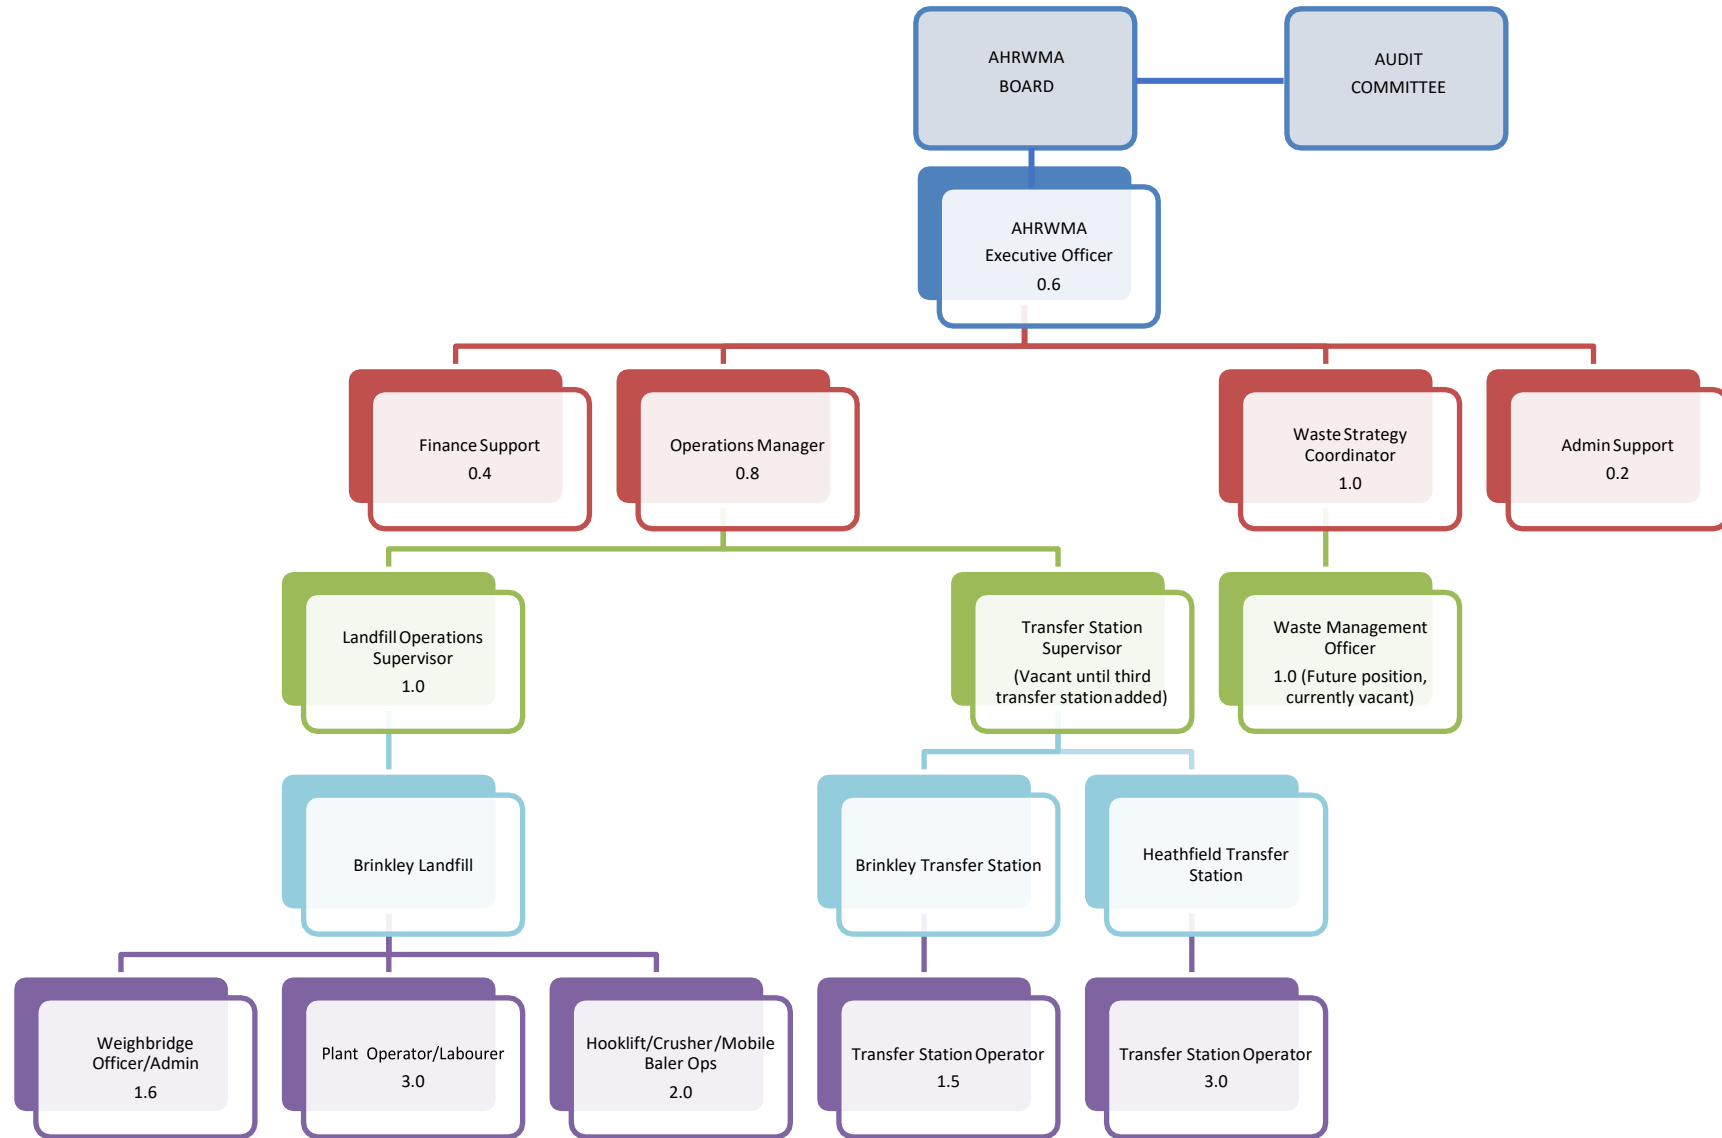 AHRWMA
BOARD
AUDIT
COMMITTEE
AHRWMA
Executive Officer
0.6
Finance Support
0.4
Operations Manager
0.8
Waste Strategy
Coordinator
1.0
Admin Support
0.2
Landfill Operations
Supervisor
1.0
Transfer Station
Supervisor
(Vacant until third
transfer station added)
Waste Management
Officer
1.0 (Future position,
currently vacant)
Brinkley Landfill
Brinkley Transfer Station
Heathfield Transfer
Station
Weighbridge
Officer/Admin
1.6
Plant Operator/Labourer
3.0
Hooklift/Crusher/Mobile
Baler Ops
2.0
Transfer Station Operator
1.5
Transfer Station Operator
3.0